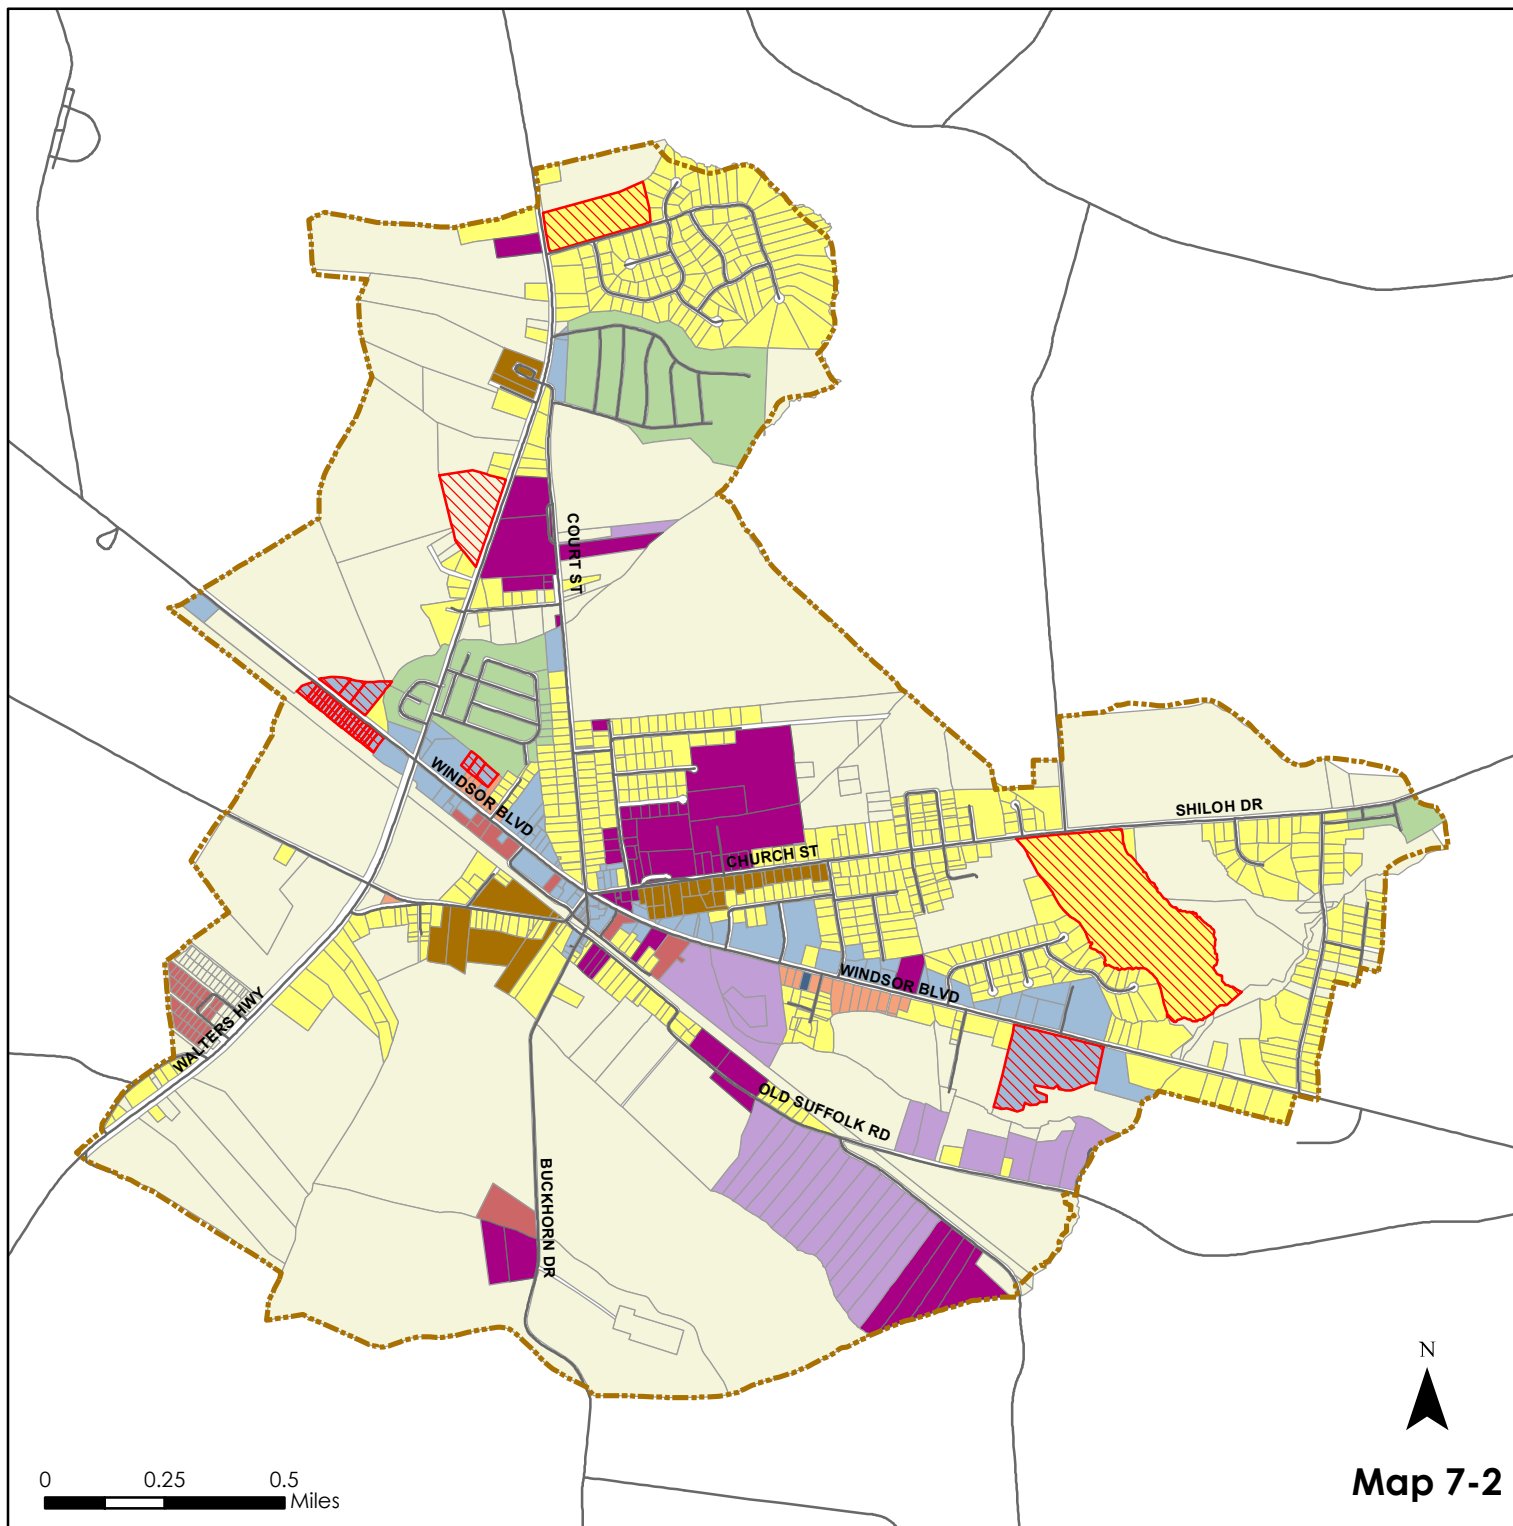 COURT ST
WINDSOR BLVD
SHILOH DR
CHURCH ST
WINDSOR BLVD
WALTERS HWY
OLD SUFFOLK RD
BUCKHORN DR
N
Map 7-2
0 0.25 0.5
Miles